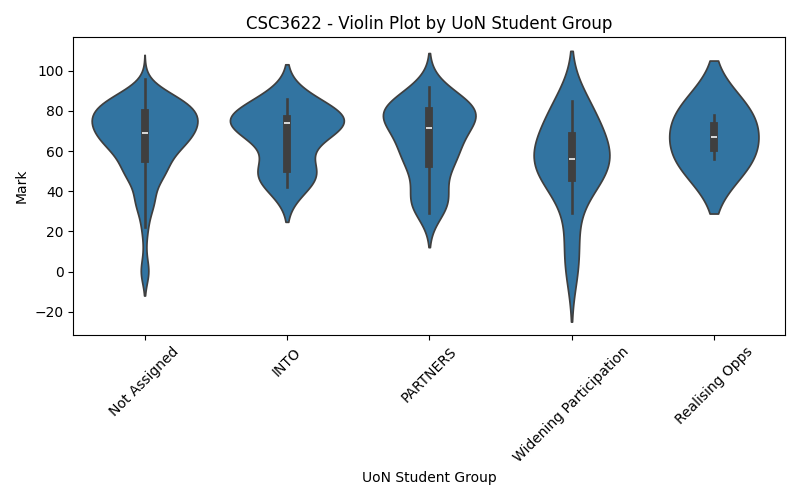 CSC3622 - Violin Plot by UoN Student Group
Mark
100
80
60
40
20
0
−20
Not Assigned
INTO
PARTNERS
Widening Participation
Realising Opps
UoN Student Group